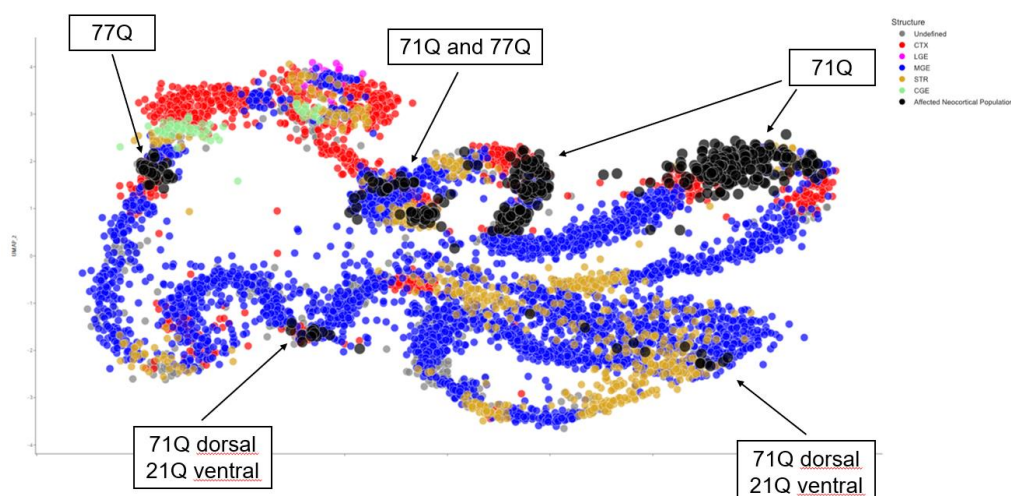 77Q
71Q and 77Q
71Q
Structure
Undefined
CTX
LGE
MGE
STR
CGE
Affected Neocortical Population
71Q dorsal
21Q ventral
71Q dorsal
21Q ventral